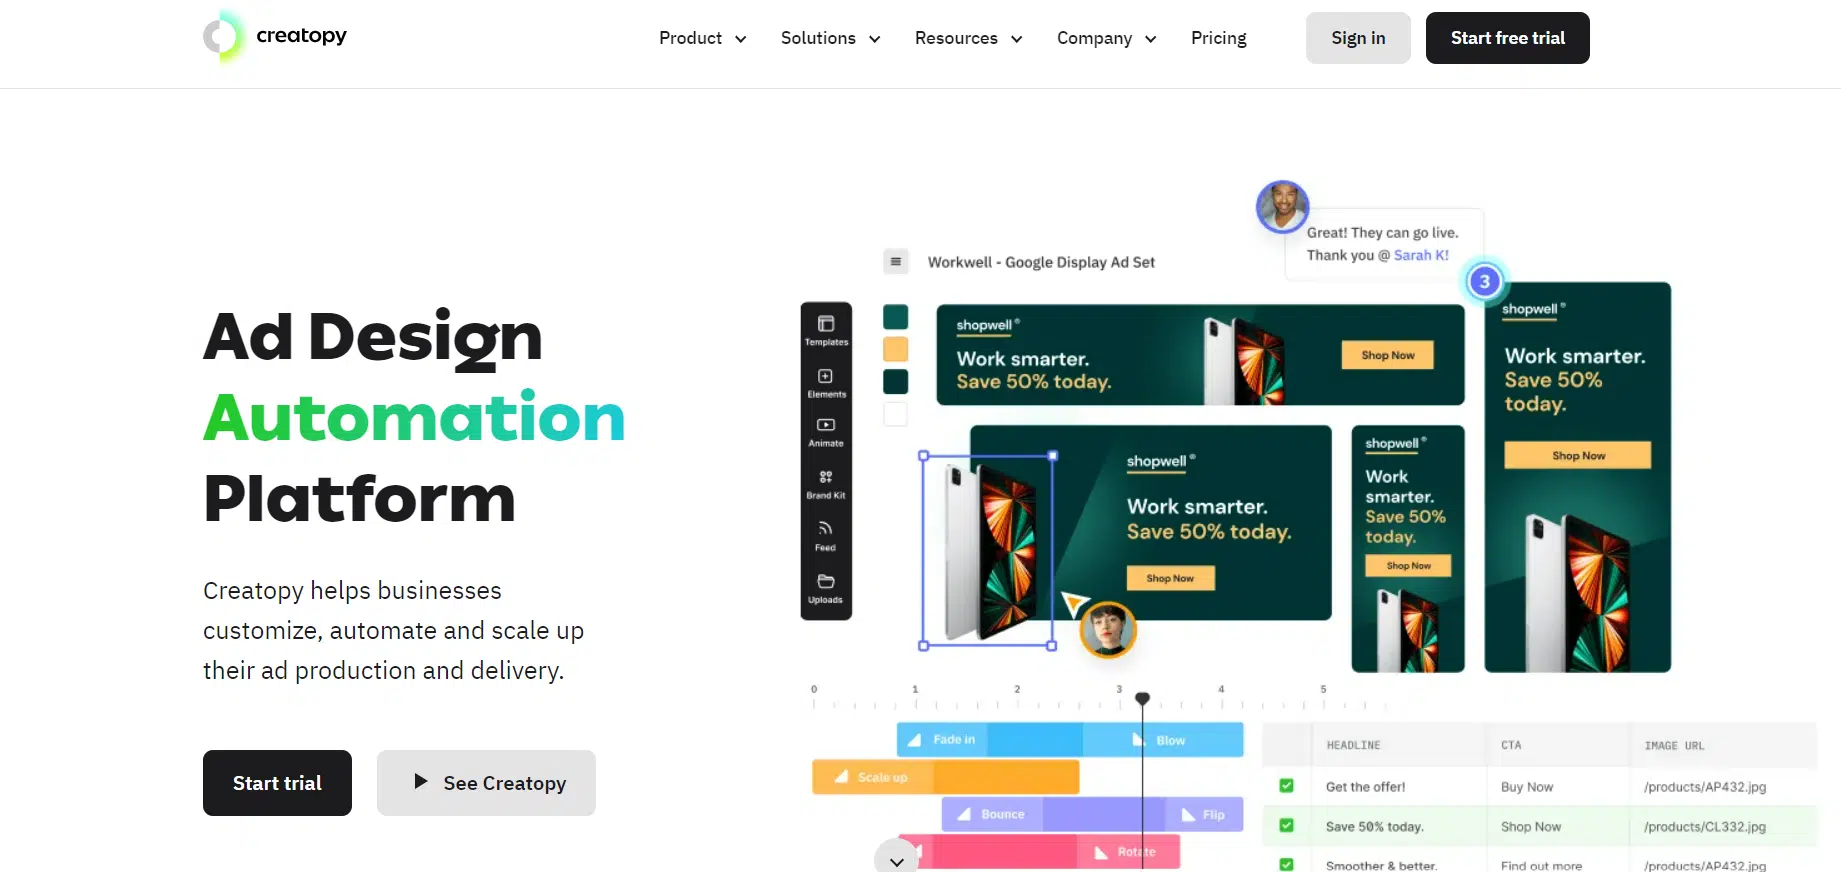 creatopy
Product
Solutions
Resources
Company
Pricing
Sign in
Start free trial
Ad Design
Automation
Platform
Creatopy helps businesses
customize, automate and scale up
their ad production and delivery.
Start trial
See Creatopy
Great! They can go live.
Thank you @ Sarah K!
3
Workwell - Google Display Ad Set
Templates
Elements
Animate
Brand Kit
Feed
Uploads
shopwell®
Work smarter.
Save 50% today.
Shop Now
shopwell®
Work smarter.
Save 50%
today.
Shop Now
shopwell®
Work smarter.
Save 50% today.
Shop Now
shopwell®
Work
smarter.
Save 50%
today.
Shop Now
0 1 2 3 4 5
Fade in
Blow
Scale up
Bounce
Flip
Rotate
HEADLINE CTA IMAGE URL
Get the offer! Buy Now /products/AP432.jpg
Save 50% today. Shop Now /products/CL332.jpg
Smoother & better. Find out more /products/AP432.jpg